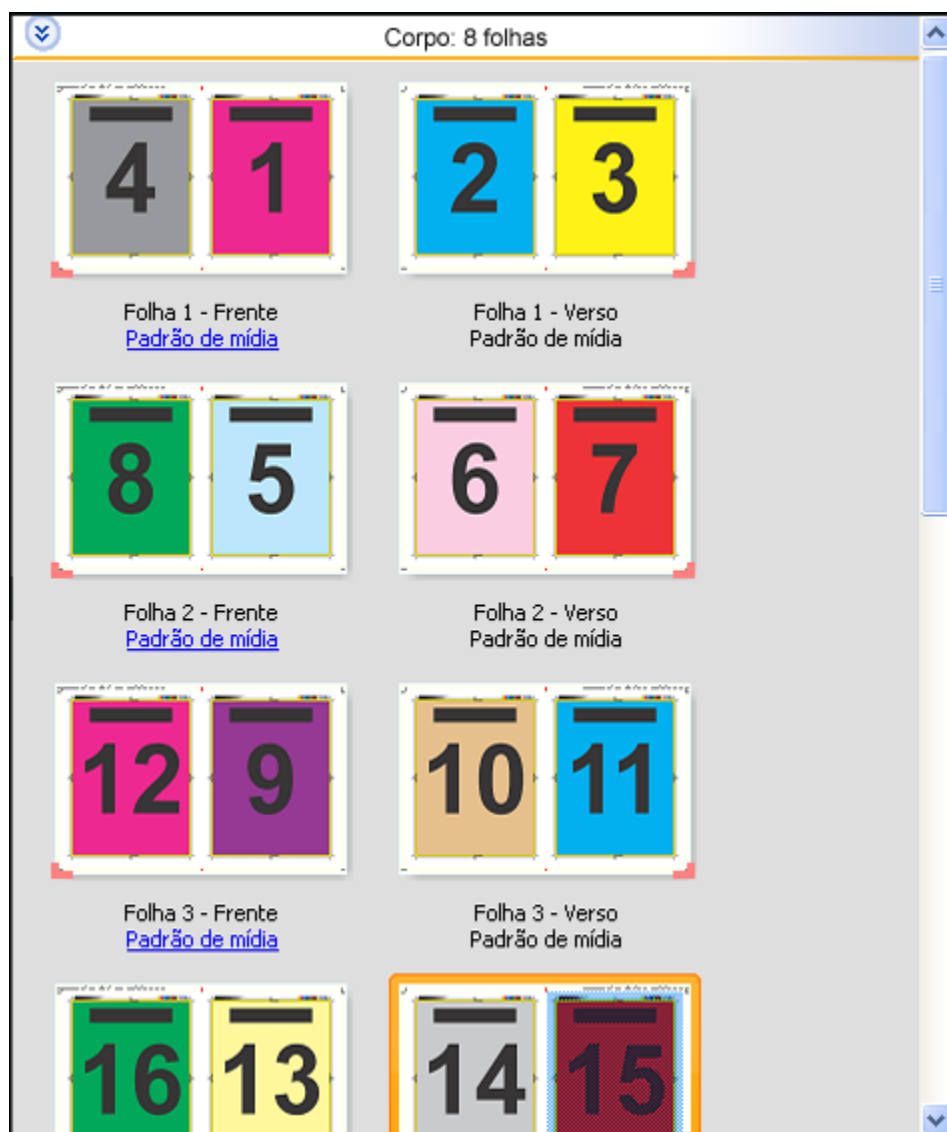 Corpo: 8 folhas
4 1 2 3
Folha 1 - Frente Folha 1 - Verso
Padrão de mídia Padrão de mídia
8 5 6 7
Folha 2 - Frente Folha 2 - Verso
Padrão de mídia Padrão de mídia
12 9 10 11
Folha 3 - Frente Folha 3 - Verso
Padrão de mídia Padrão de mídia
16 13 14 15